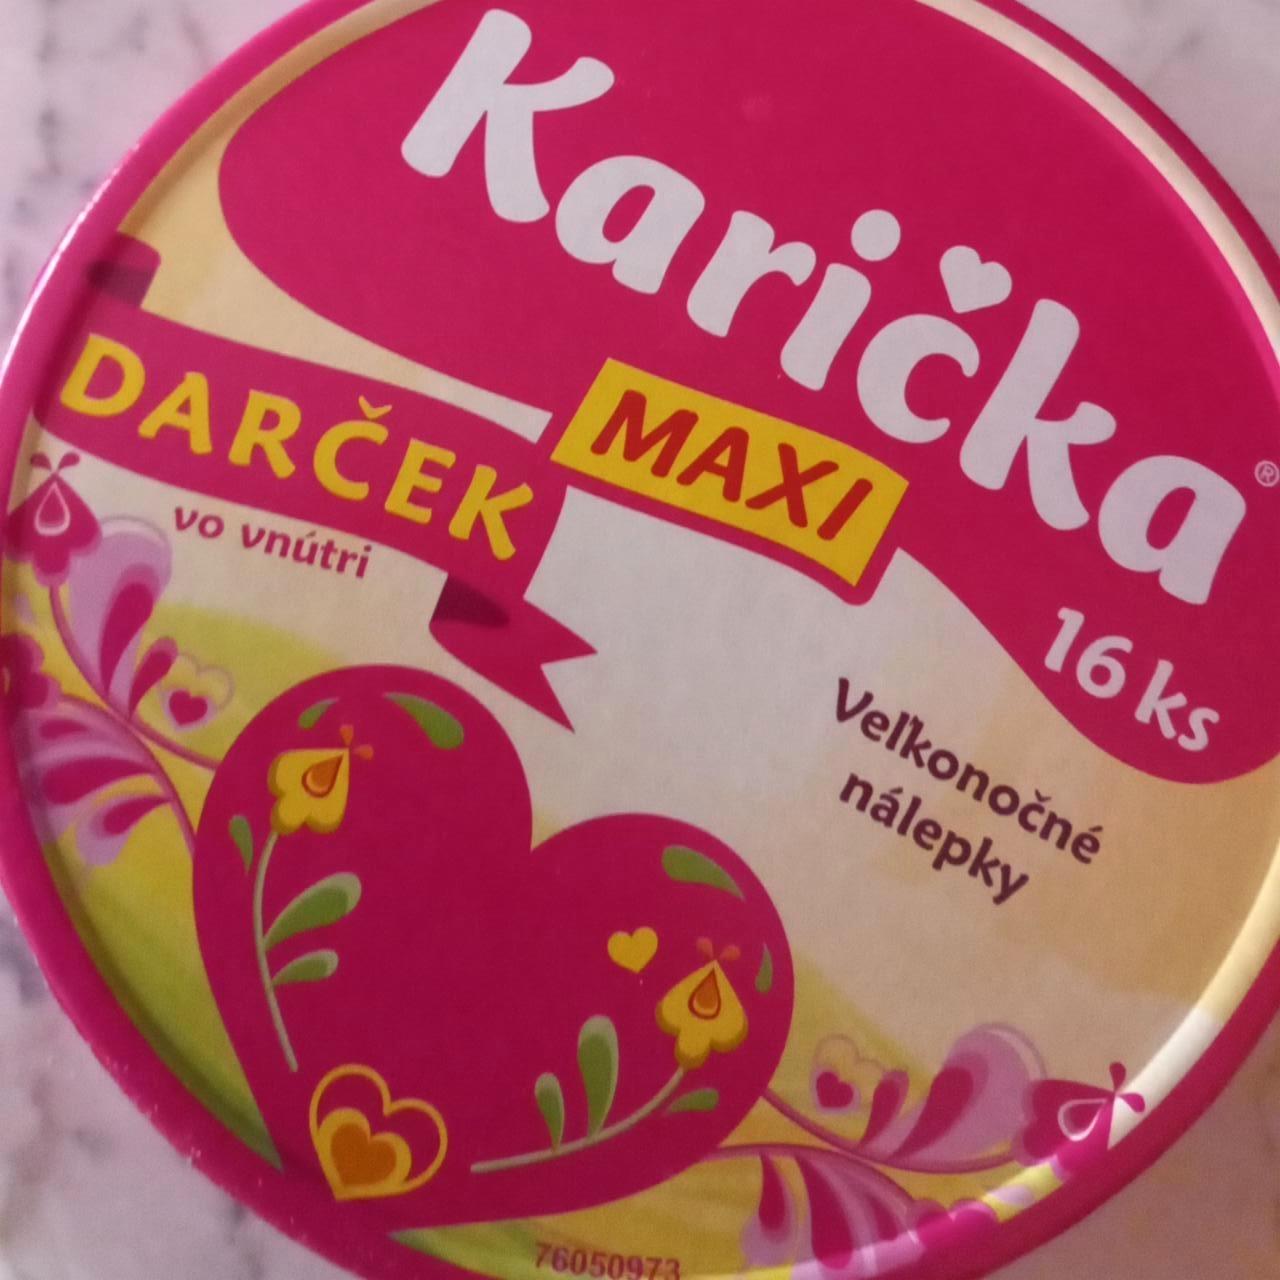 Karička®
MAXI
16 ks
DARČEK
vo vnútri
Veľkonočné
nálepky
76050973